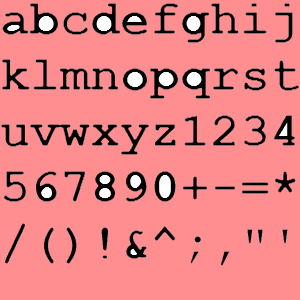 abcdefghij
klmnopqrst
uvwxyz1234
567890+-=*
/()!&^;,"'